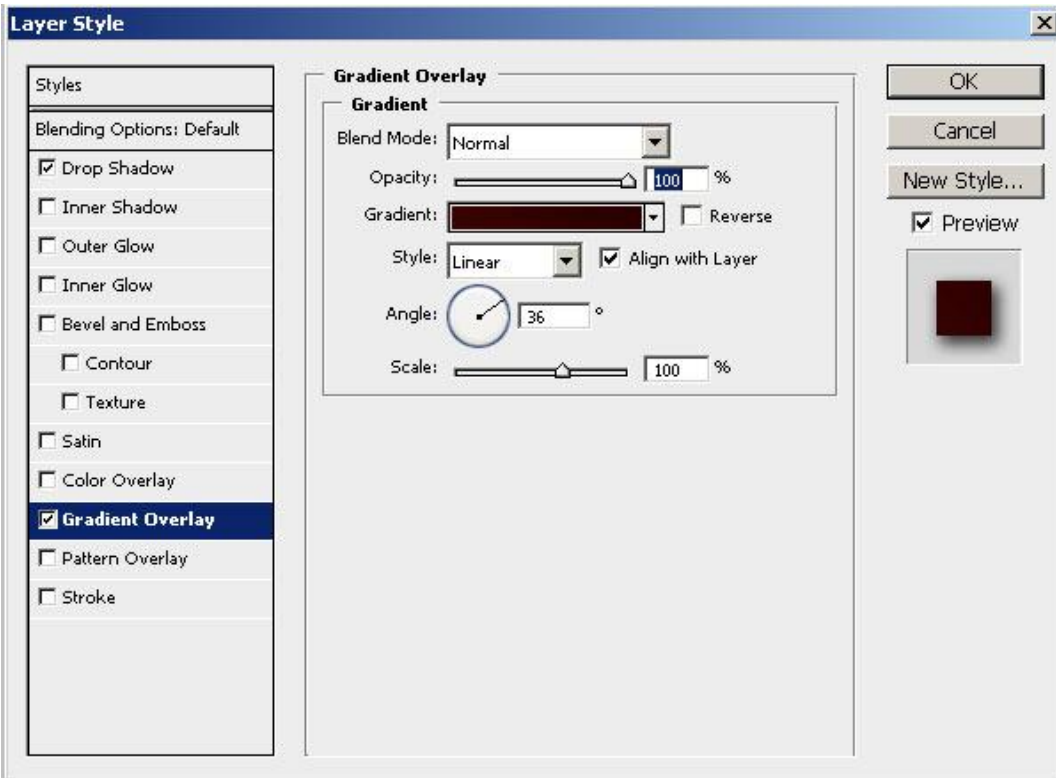 Layer Style
Styles
Blending Options: Default
Drop Shadow
Inner Shadow
Outer Glow
Inner Glow
Bevel and Emboss
Contour
Texture
Satin
Color Overlay
Gradient Overlay
Pattern Overlay
Stroke
Gradient Overlay
Gradient
Blend Mode: Normal
Opacity: 100 %
Gradient: Reverse
Style: Linear Align with Layer
Angle: 36 °
Scale: 100 %
OK
Cancel
New Style...
Preview